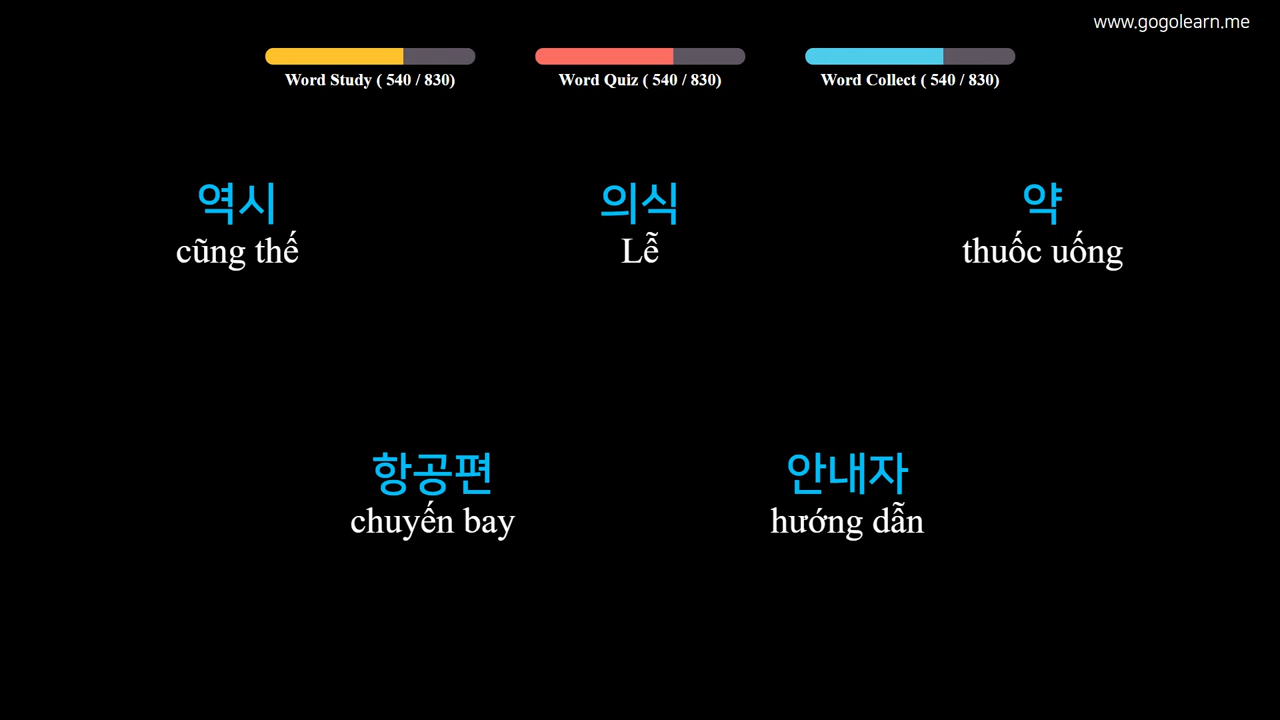 www.gogolearn.me
Word Study ( 540 / 830)
Word Quiz ( 540 / 830)
Word Collect ( 540 / 830)
역시
cũng thế
의식
Lễ
약
thuốc uống
항공편
chuyến bay
안내자
hướng dẫn